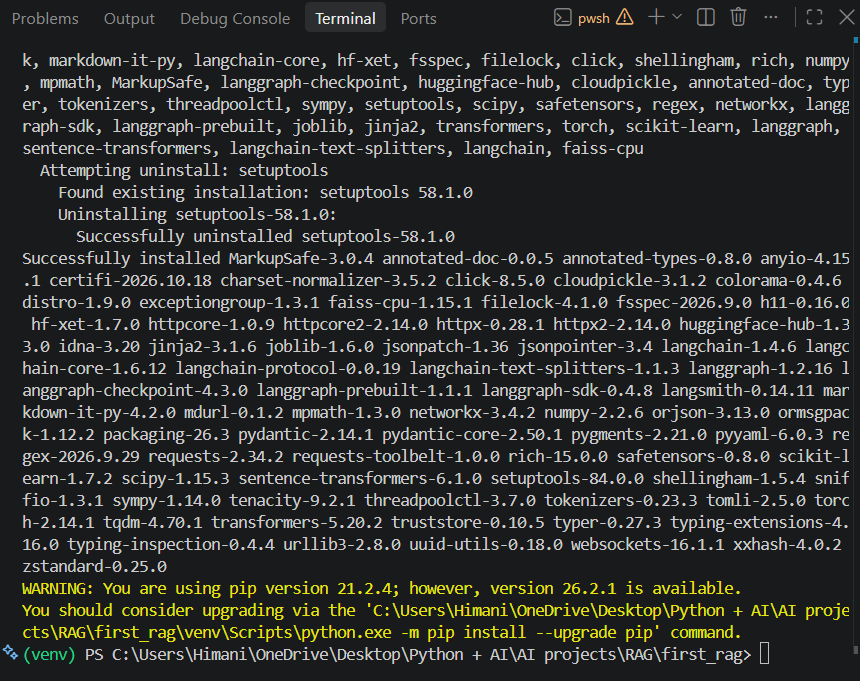 Problems Output Debug Console Terminal Ports pwsh
k, markdown-it-py, langchain-core, hf-xet, fsspec, filelock, click, shellingham, rich, numpy
, mpmath, MarkupSafe, langgraph-checkpoint, huggingface-hub, cloudpickle, annotated-doc, typ
er, tokenizers, threadpoolctl, sympy, setuptools, scipy, safetensors, regex, networkx, langg
raph-sdk, langgraph-prebuilt, joblib, jinja2, transformers, torch, scikit-learn, langgraph,
sentence-transformers, langchain-text-splitters, langchain, faiss-cpu
  Attempting uninstall: setuptools
    Found existing installation: setuptools 58.1.0
    Uninstalling setuptools-58.1.0:
      Successfully uninstalled setuptools-58.1.0
Successfully installed MarkupSafe-3.0.4 annotated-doc-0.0.5 annotated-types-0.8.0 anyio-4.15
.1 certifi-2026.10.18 charset-normalizer-3.5.2 click-8.5.0 cloudpickle-3.1.2 colorama-0.4.6
distro-1.9.0 exceptiongroup-1.3.1 faiss-cpu-1.15.1 filelock-4.1.0 fsspec-2026.9.0 h11-0.16.0
 hf-xet-1.7.0 httpcore-1.0.9 httpcore2-2.14.0 httpx-0.28.1 httpx2-2.14.0 huggingface-hub-1.3
3.0 idna-3.20 jinja2-3.1.6 joblib-1.6.0 jsonpatch-1.36 jsonpointer-3.4 langchain-1.4.6 langc
hain-core-1.6.12 langchain-protocol-0.0.19 langchain-text-splitters-1.1.3 langgraph-1.2.16 l
anggraph-checkpoint-4.3.0 langgraph-prebuilt-1.1.1 langgraph-sdk-0.4.8 langsmith-0.14.11 mar
kdown-it-py-4.2.0 mdurl-0.1.2 mpmath-1.3.0 networkx-3.4.2 numpy-2.2.6 orjson-3.13.0 ormsgpac
k-1.12.2 packaging-26.3 pydantic-2.14.1 pydantic-core-2.50.1 pygments-2.21.0 pyyaml-6.0.3 re
gex-2026.9.29 requests-2.34.2 requests-toolbelt-1.0.0 rich-15.0.0 safetensors-0.8.0 scikit-l
earn-1.7.2 scipy-1.15.3 sentence-transformers-6.1.0 setuptools-84.0.0 shellingham-1.5.4 snif
fio-1.3.1 sympy-1.14.0 tenacity-9.2.1 threadpoolctl-3.7.0 tokenizers-0.23.3 tomli-2.5.0 torc
h-2.14.1 tqdm-4.70.1 transformers-5.20.2 truststore-0.10.5 typer-0.27.3 typing-extensions-4.
16.0 typing-inspection-0.4.4 urllib3-2.8.0 uuid-utils-0.18.0 websockets-16.1.1 xxhash-4.0.2
zstandard-0.25.0
WARNING: You are using pip version 21.2.4; however, version 26.2.1 is available.
You should consider upgrading via the 'C:\Users\Himani\OneDrive\Desktop\Python + AI\AI proje
cts\RAG\first_rag\venv\Scripts\python.exe -m pip install --upgrade pip' command.
(venv) PS C:\Users\Himani\OneDrive\Desktop\Python + AI\AI projects\RAG\first_rag>